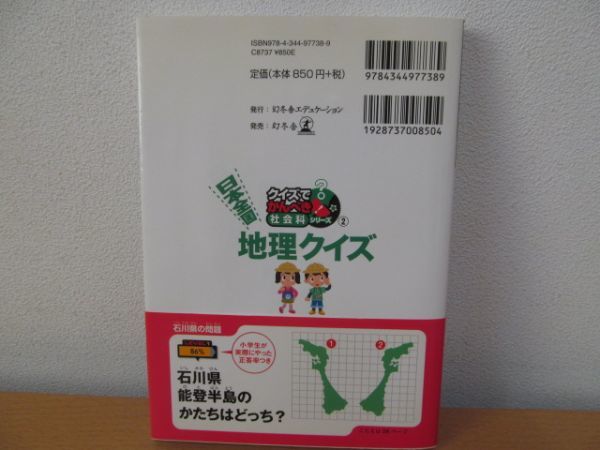 ISBN978-4-344-97738-9
C8737 ¥850E
定価(本体850円+税)
発行:幻冬舎エデュケーション
発売:幻冬舎
9784344977389
1928737008504
クイズで
かんぺき
社会科
シリーズ
②
日本全国
地理クイズ
石川県の問題
86%
小学生が
実際にやった
正答率つき
石川県
能登半島の
かたちはどっち?
1
2